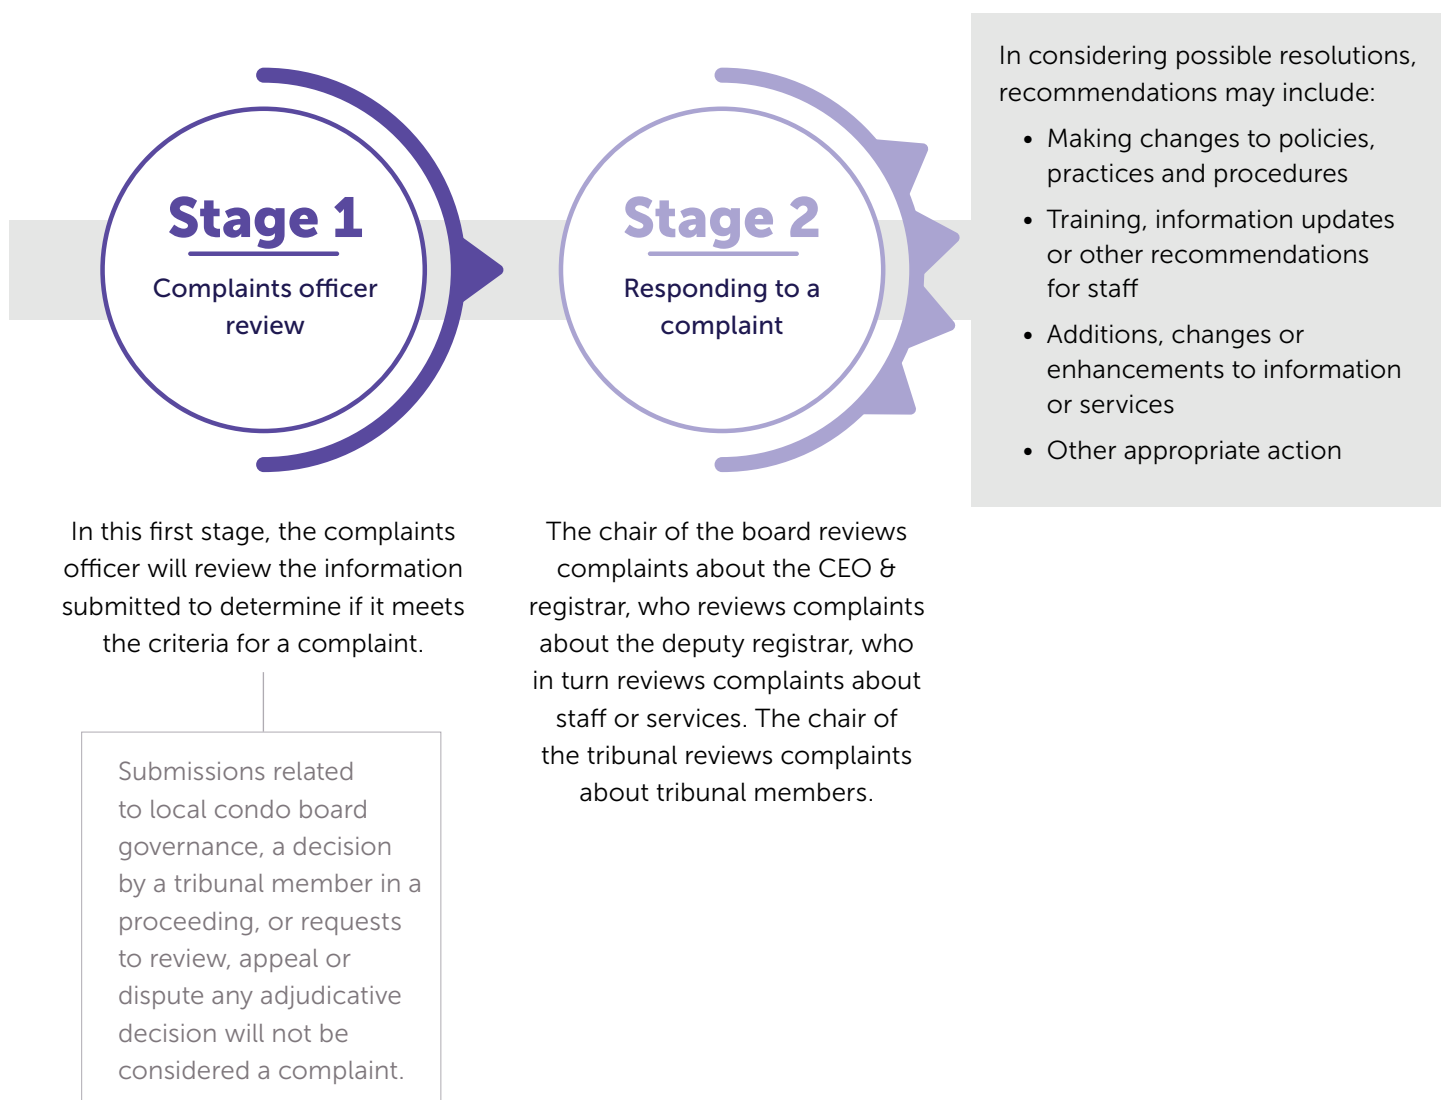 Stage 1
Complaints officer
review
In this first stage, the complaints
officer will review the information
submitted to determine if it meets
the criteria for a complaint.
Submissions related
to local condo board
governance, a decision
by a tribunal member in a
proceeding, or requests
to review, appeal or
dispute any adjudicative
decision will not be
considered a complaint.
Stage 2
Responding to a
complaint
The chair of the board reviews
complaints about the CEO &
registrar, who reviews complaints
about the deputy registrar, who
in turn reviews complaints about
staff or services. The chair of
the tribunal reviews complaints
about tribunal members.
In considering possible resolutions,
recommendations may include:
• Making changes to policies,
practices and procedures
• Training, information updates
or other recommendations
for staff
• Additions, changes or
enhancements to information
or services
• Other appropriate action